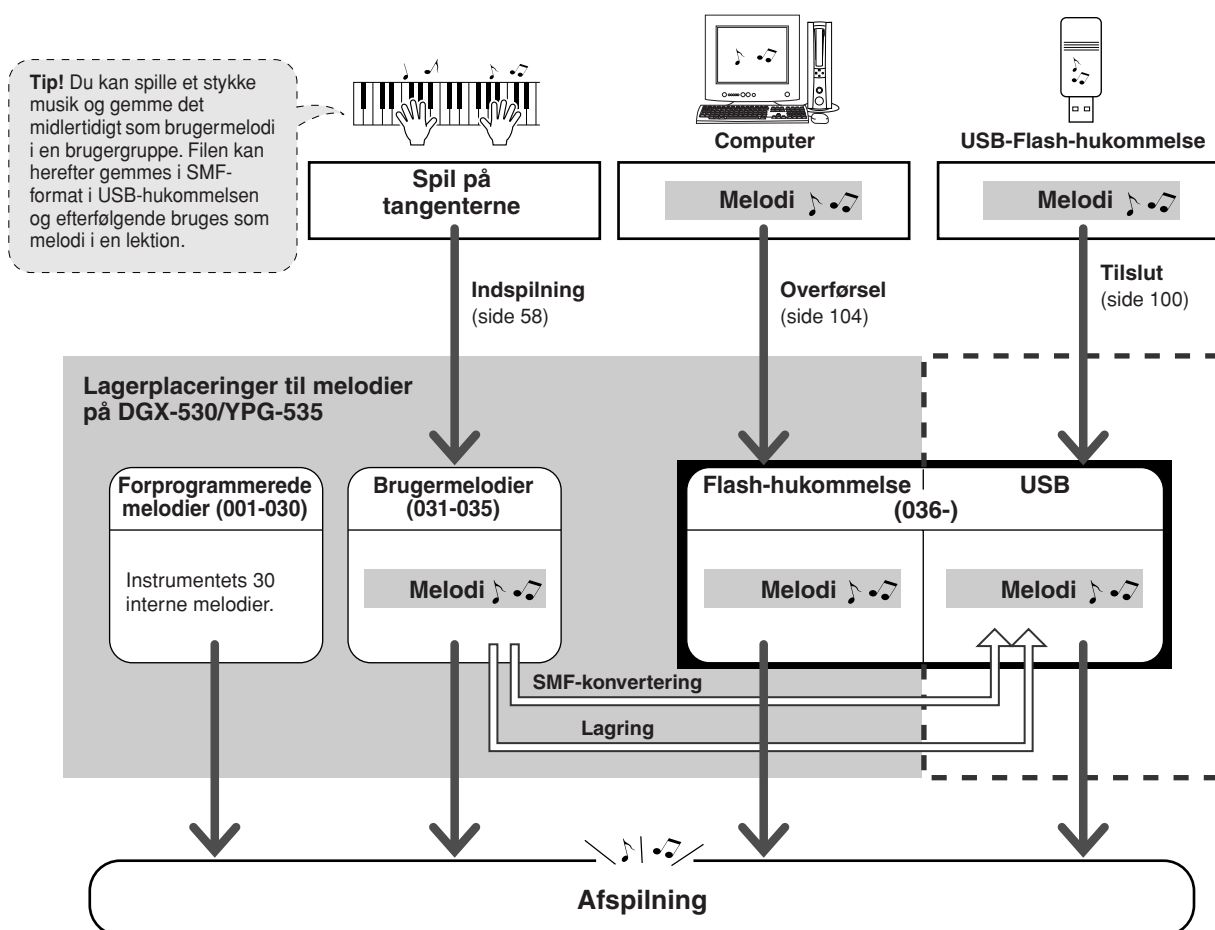 Tip! Du kan spille et stykke
musik og gemme det
midlertidigt som brugermelodi
i en brugergruppe. Filen kan
herefter gemmes i SMF-
format i USB-hukommelsen
og efterfølgende bruges som
melodi i en lektion.
Spil på
tangenterne
Computer
Melodi
USB-Flash-hukommelse
Melodi
Indspilning
(side 58)
Overførsel
(side 104)
Tilslut
(side 100)
Lagerplaceringer til melodier
på DGX-530/YPG-535
Forprogrammerede
melodier (001-030)
Instrumentets 30
interne melodier.
Brugermelodier
(031-035)
Melodi
Flash-hukommelse
USB
(036-)
Melodi
Melodi
SMF-konvertering
Lagring
Afspilning